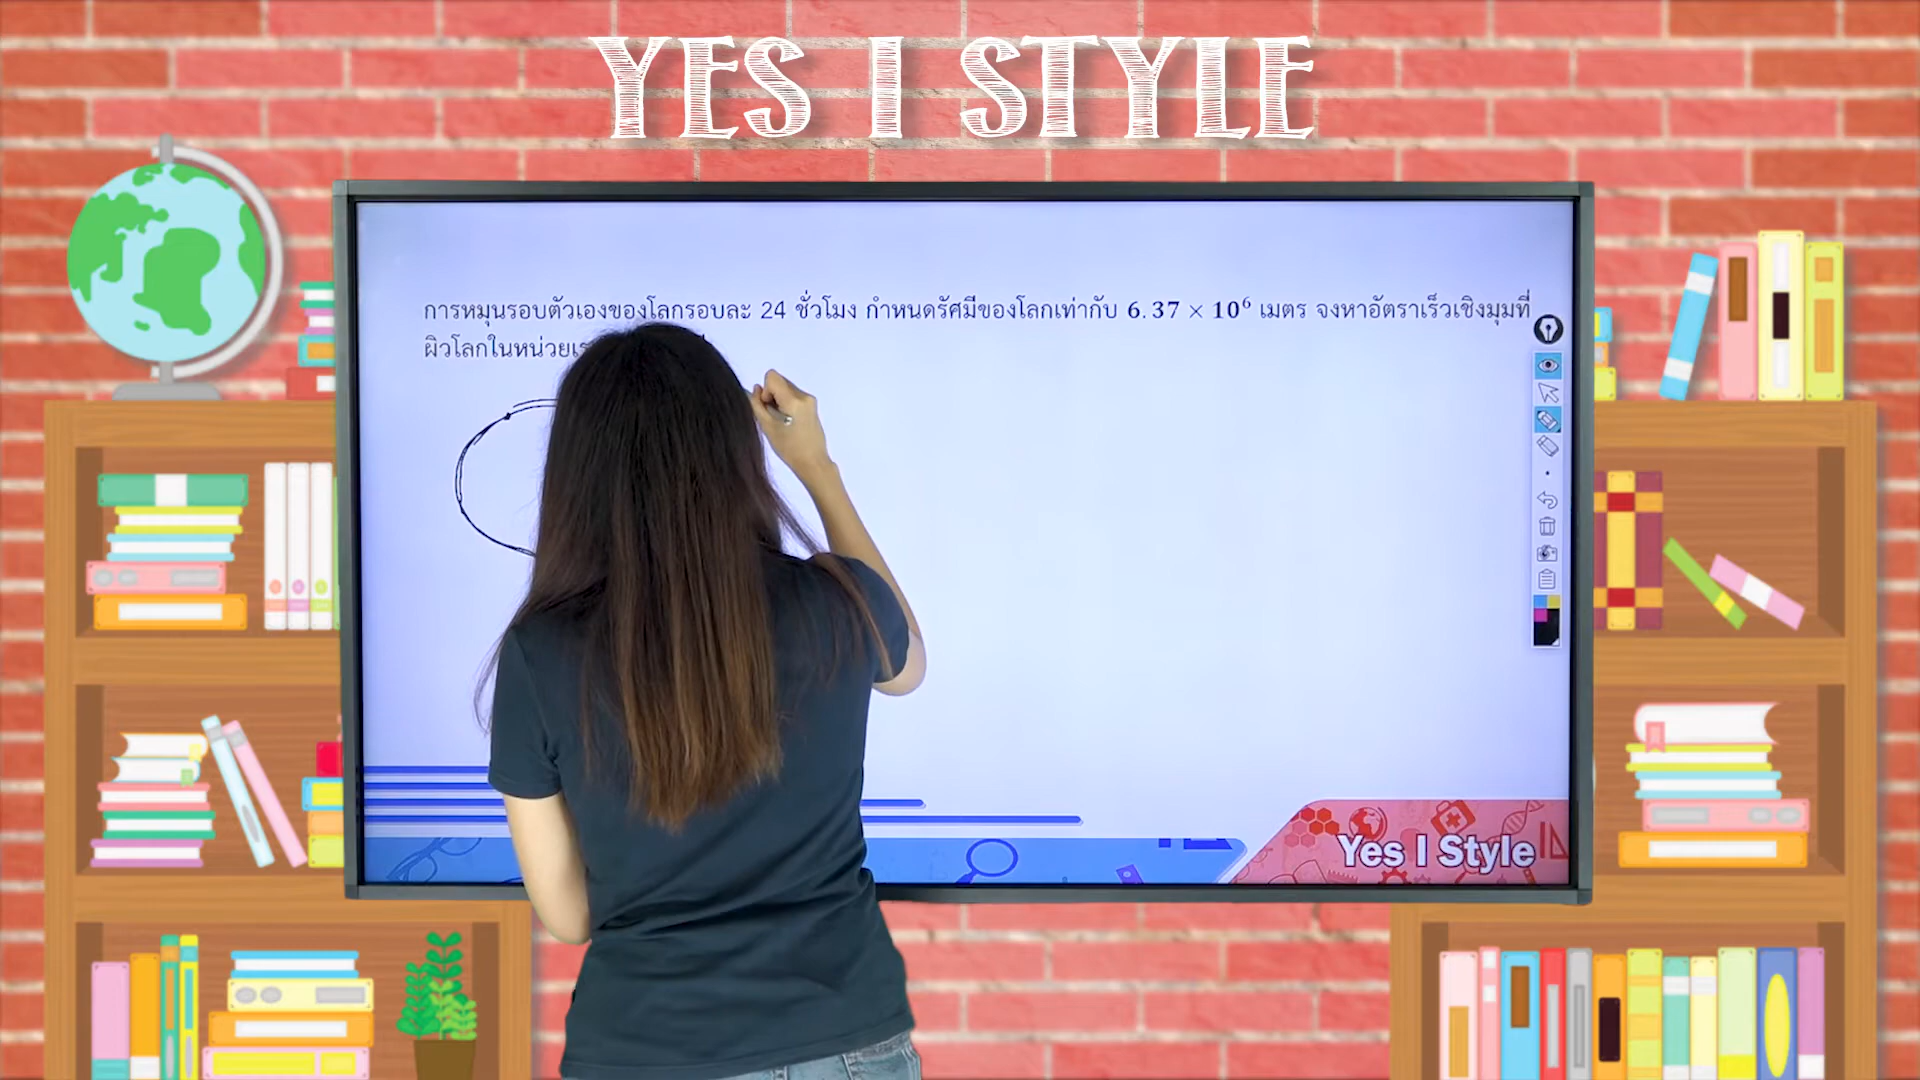 YES I STYLE
การหมุนรอบตัวเองของโลกรอบละ 24 ชั่วโมง กำหนดรัศมีของโลกเท่ากับ 6.37 × 10⁶ เมตร จงหาอัตราเร็วเชิงมุมที่
ผิวโลกในหน่วย
Yes I Style